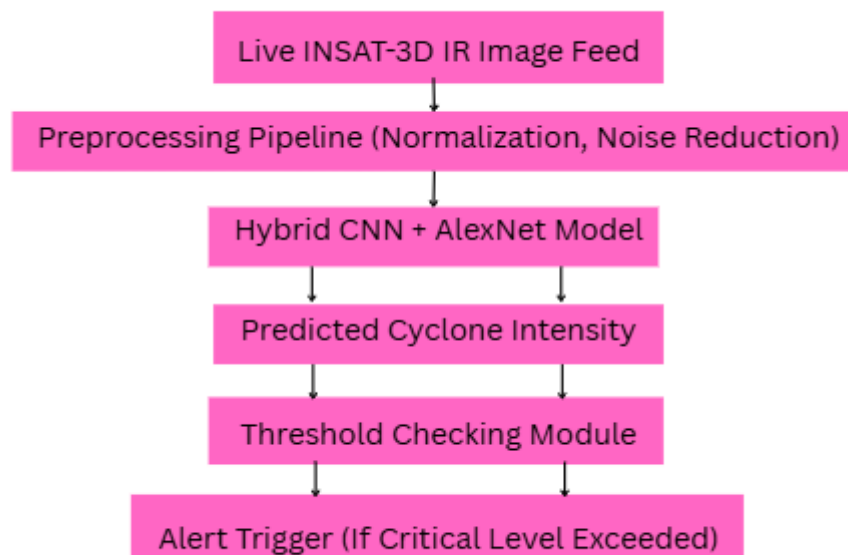 Live INSAT-3D IR Image Feed
Preprocessing Pipeline (Normalization, Noise Reduction)
Hybrid CNN + AlexNet Model
Predicted Cyclone Intensity
Threshold Checking Module
Alert Trigger (If Critical Level Exceeded)